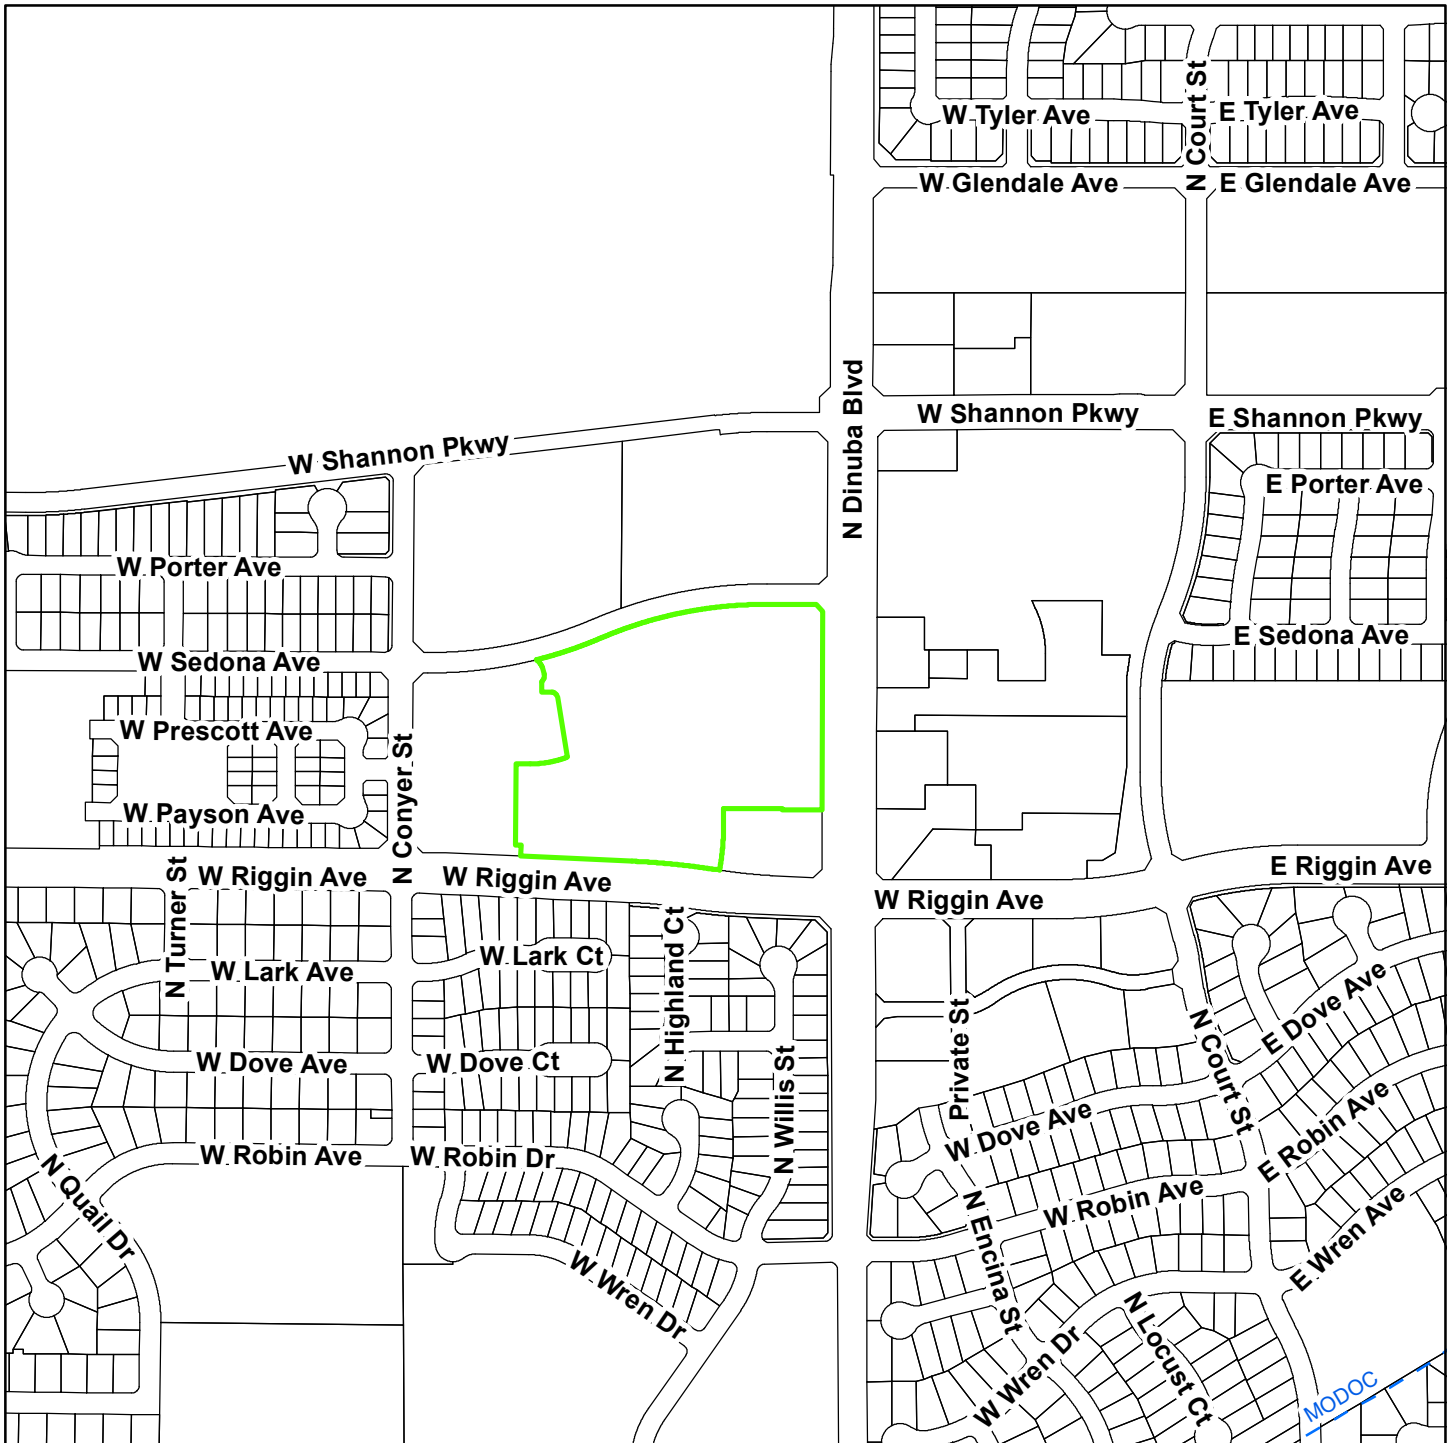 W Tyler Ave
N Court St
E Tyler Ave
W Glendale Ave
E Glendale Ave
N Dinuba Blvd
W Shannon Pkwy
E Shannon Pkwy
W Shannon Pkwy
E Porter Ave
W Porter Ave
E Sedona Ave
W Sedona Ave
W Prescott Ave
N Conyer St
W Payson Ave
N Turner St
W Riggin Ave
W Riggin Ave
W Riggin Ave
E Riggin Ave
W Lark Ave
W Lark Ct
N Highland Ct
W Dove Ave
W Dove Ct
N Willis St
Private St
N Court St
E Dove Ave
W Dove Ave
E Robin Ave
W Robin Ave
W Robin Dr
N Quail Dr
W Robin Ave
N Encina St
E Wren Ave
W Wren Dr
W Wren Dr
N Locust Ct
MODOC